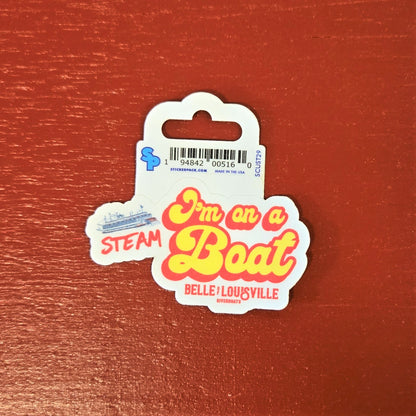 SP
1 94842 00516 0
STICKERPACK.COM MADE IN THE USA
SCUST29
I'm on a
STEAM
Boat
BELLE of LOUISVILLE
RIVERBOATS